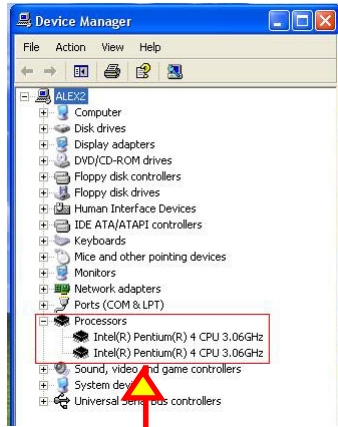 Device Manager
File Action View Help
ALEX2
Computer
Disk drives
Display adapters
DVD/CD-ROM drives
Floppy disk controllers
Floppy disk drives
Human Interface Devices
IDE ATA/ATAPI controllers
Keyboards
Mice and other pointing devices
Monitors
Network adapters
Ports (COM & LPT)
Processors
Intel(R) Pentium(R) 4 CPU 3.06GHz
Intel(R) Pentium(R) 4 CPU 3.06GHz
Sound, video and game controllers
System devices
Universal Serial Bus controllers